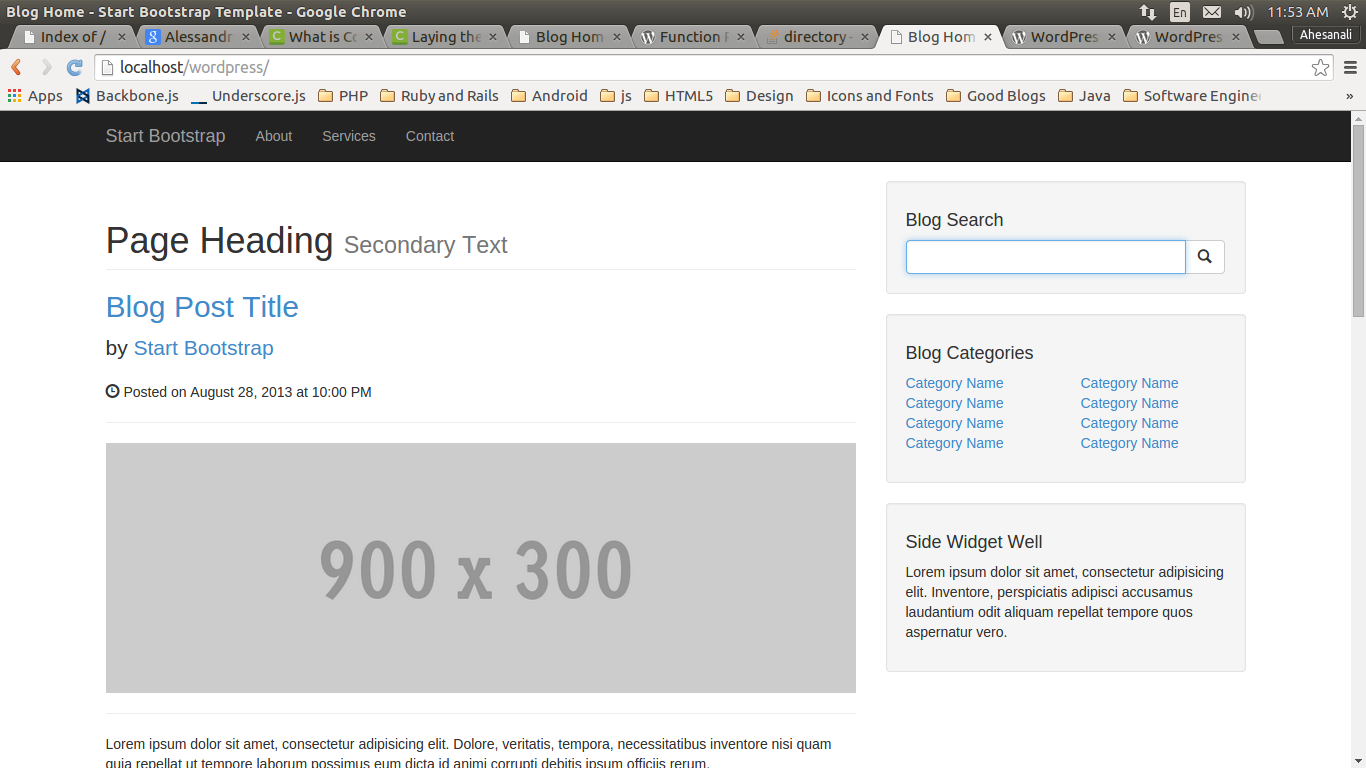 Blog Home - Start Bootstrap Template - Google Chrome
En
11:53 AM
Index of /
Alessandr
What is Co
Laying the
Blog Hom
Function R
directory -
Blog Hom
WordPres
WordPres
Ahesanali
localhost/wordpress/
Apps
Backbone.js
Underscore.js
PHP
Ruby and Rails
Android
js
HTML5
Design
Icons and Fonts
Good Blogs
Java
Software Enginee
»
Start Bootstrap
About
Services
Contact
Page Heading Secondary Text
Blog Post Title
by Start Bootstrap
Posted on August 28, 2013 at 10:00 PM
900 x 300
Lorem ipsum dolor sit amet, consectetur adipisicing elit. Dolore, veritatis, tempora, necessitatibus inventore nisi quam
quia repellat ut tempore laborum possimus eum dicta id animi corrupti debitis ipsum officiis rerum.
Blog Search
Blog Categories
Category Name
Category Name
Category Name
Category Name
Category Name
Category Name
Category Name
Category Name
Side Widget Well
Lorem ipsum dolor sit amet, consectetur adipisicing
elit. Inventore, perspiciatis adipisci accusamus
laudantium odit aliquam repellat tempore quos
aspernatur vero.